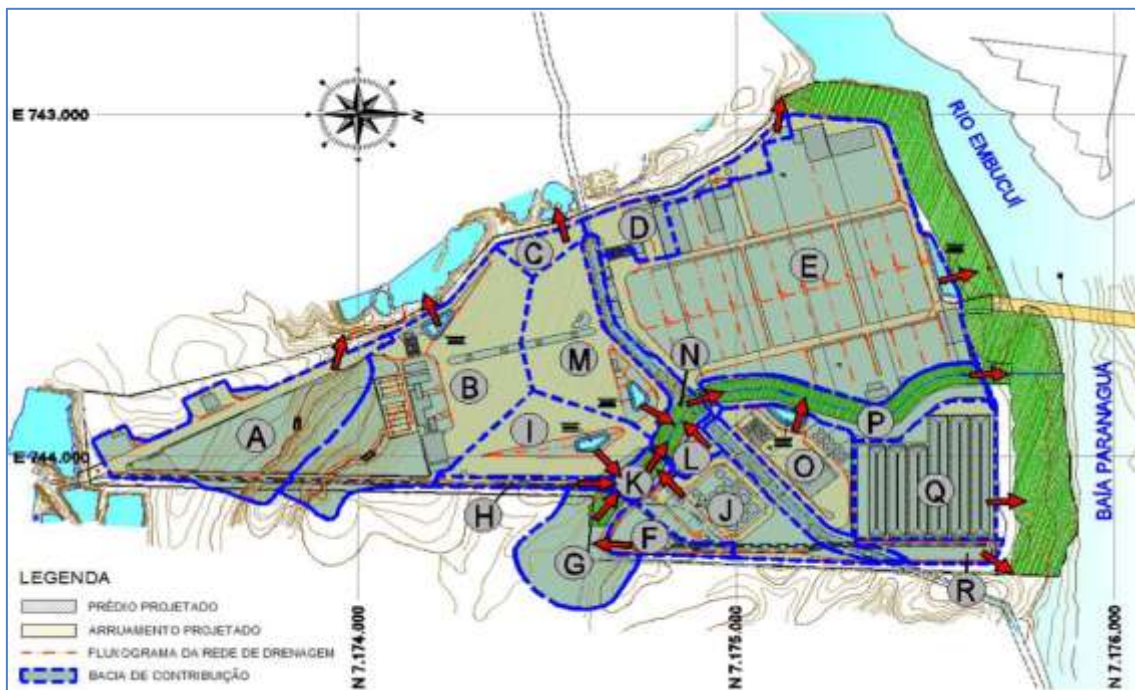 E 743.000
N
RIO EMBUCUÍ
D
C
E
N
M
B
P
A
I
L
O
E 744.000
K
Q
H
J
F
G
R
BAÍA PARANAGUÁ
LEGENDA
PRÉDIO PROJETADO
ARRUAMENTO PROJETADO
FLUXOGRAMA DA REDE DE DRENAGEM
BACIA DE CONTRIBUIÇÃO
N 7.174.000
N 7.175.000
N 7.176.000